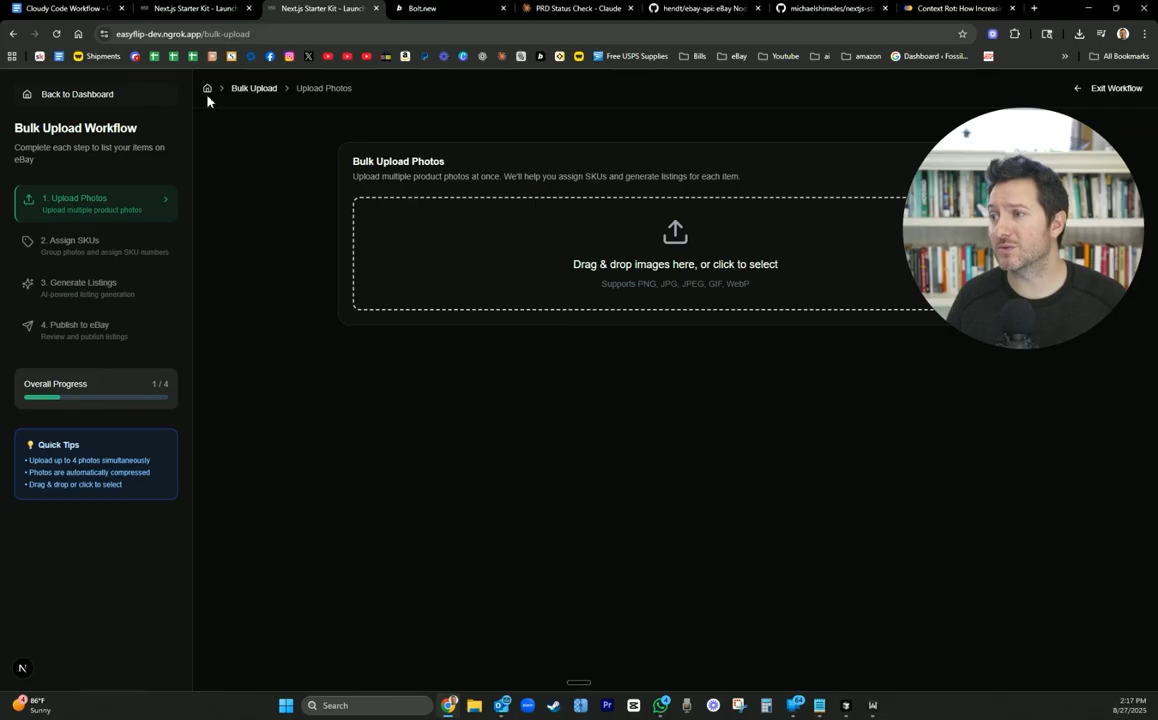 Cloudy Code Workflow - G
Next.js Starter Kit - Launch
Next.js Starter Kit - Launch
Bolt.new
PRD Status Check - Claude
hendt/ebay-api: eBay Nod
michaelshimeles/nextjs-sta
Context Rot: How Increasin
easyflip-dev.ngrok.app/bulk-upload
Shipments
Free USPS Supplies
Bills
eBay
Youtube
ai
amazon
Dashboard ‹ Fossil...
All Bookmarks
Back to Dashboard
Bulk Upload
Upload Photos
Exit Workflow
Bulk Upload Workflow
Complete each step to list your items on
eBay
1. Upload Photos
Upload multiple product photos
2. Assign SKUs
Group photos and assign SKU numbers
3. Generate Listings
AI-powered listing generation
4. Publish to eBay
Review and publish listings
Overall Progress 1 / 4
Quick Tips
• Upload up to 4 photos simultaneously
• Photos are automatically compressed
• Drag & drop or click to select
Bulk Upload Photos
Upload multiple product photos at once. We'll help you assign SKUs and generate listings for each item.
Drag & drop images here, or click to select
Supports PNG, JPG, JPEG, GIF, WebP
N
86°F
Sunny
Search
2:17 PM
8/27/2025